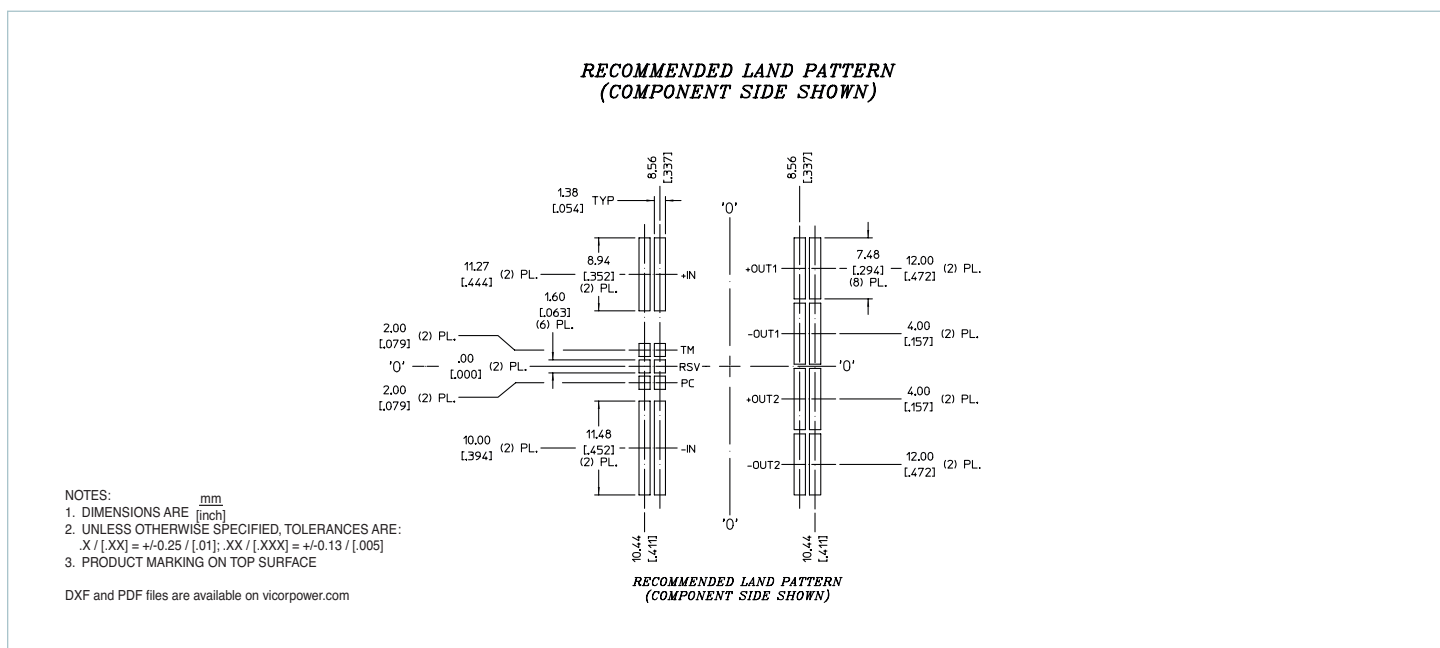 RECOMMENDED LAND PATTERN
(COMPONENT SIDE SHOWN)
8.56
[.337]
8.56
[.337]
1.38
[.054]
TYP
'0'
11.27
[.444]
(2) PL.
8.94
[.352]
(2) PL.
+IN
+OUT1
7.48
[.294]
(8) PL.
12.00
[.472]
(2) PL.
1.60
[.063]
(6) PL.
2.00
[.079]
(2) PL.
TM
-OUT1
4.00
[.157]
(2) PL.
'0'
.00
[.000]
(2) PL.
RSV
'0'
2.00
[.079]
(2) PL.
PC
+OUT2
4.00
[.157]
(2) PL.
10.00
[.394]
(2) PL.
11.48
[.452]
(2) PL.
-IN
-OUT2
12.00
[.472]
(2) PL.
'0'
10.44
[.411]
10.44
[.411]
RECOMMENDED LAND PATTERN
(COMPONENT SIDE SHOWN)
NOTES:
1. DIMENSIONS ARE mm
[inch]
2. UNLESS OTHERWISE SPECIFIED, TOLERANCES ARE:
.X / [.XX] = +/-0.25 / [.01]; .XX / [.XXX] = +/-0.13 / [.005]
3. PRODUCT MARKING ON TOP SURFACE
DXF and PDF files are available on vicorpower.com